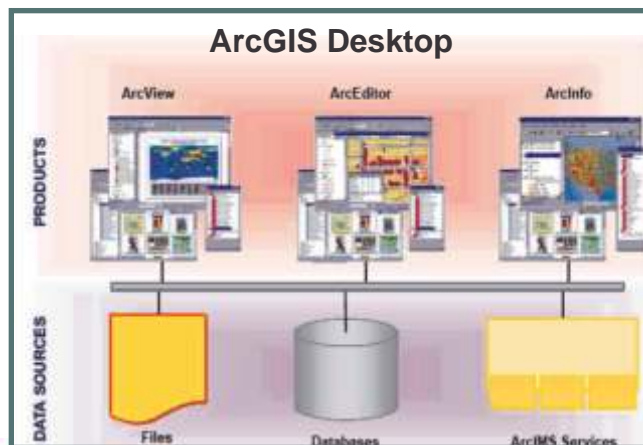 ArcGIS Desktop
ArcView ArcEditor ArcInfo
PRODUCTS
DATA SOURCES
Files Databases ArcIMS Services